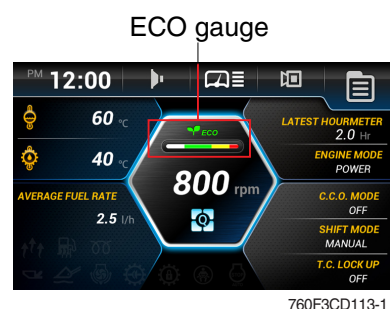 ECO gauge
PM 12:00
60 ℃
40 ℃
AVERAGE FUEL RATE
2.5 l/h
ECO
800 rpm
Q
LATEST HOURMETER
2.0 Hr
ENGINE MODE
POWER
C.C.O. MODE
OFF
SHIFT MODE
MANUAL
T.C. LOCK UP
OFF
760F3CD113-1